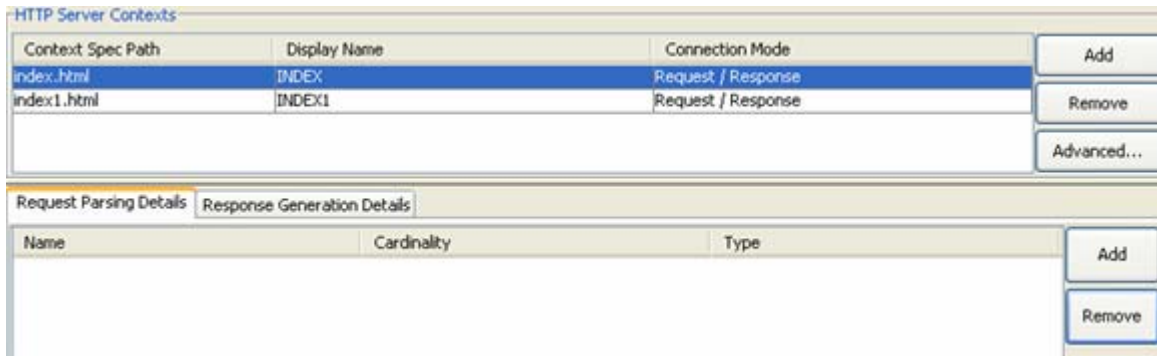 HTTP Server Contexts
Context Spec Path Display Name Connection Mode
index.html INDEX Request / Response
index1.html INDEX1 Request / Response
Add
Remove
Advanced...
Request Parsing Details Response Generation Details
Name Cardinality Type
Add
Remove